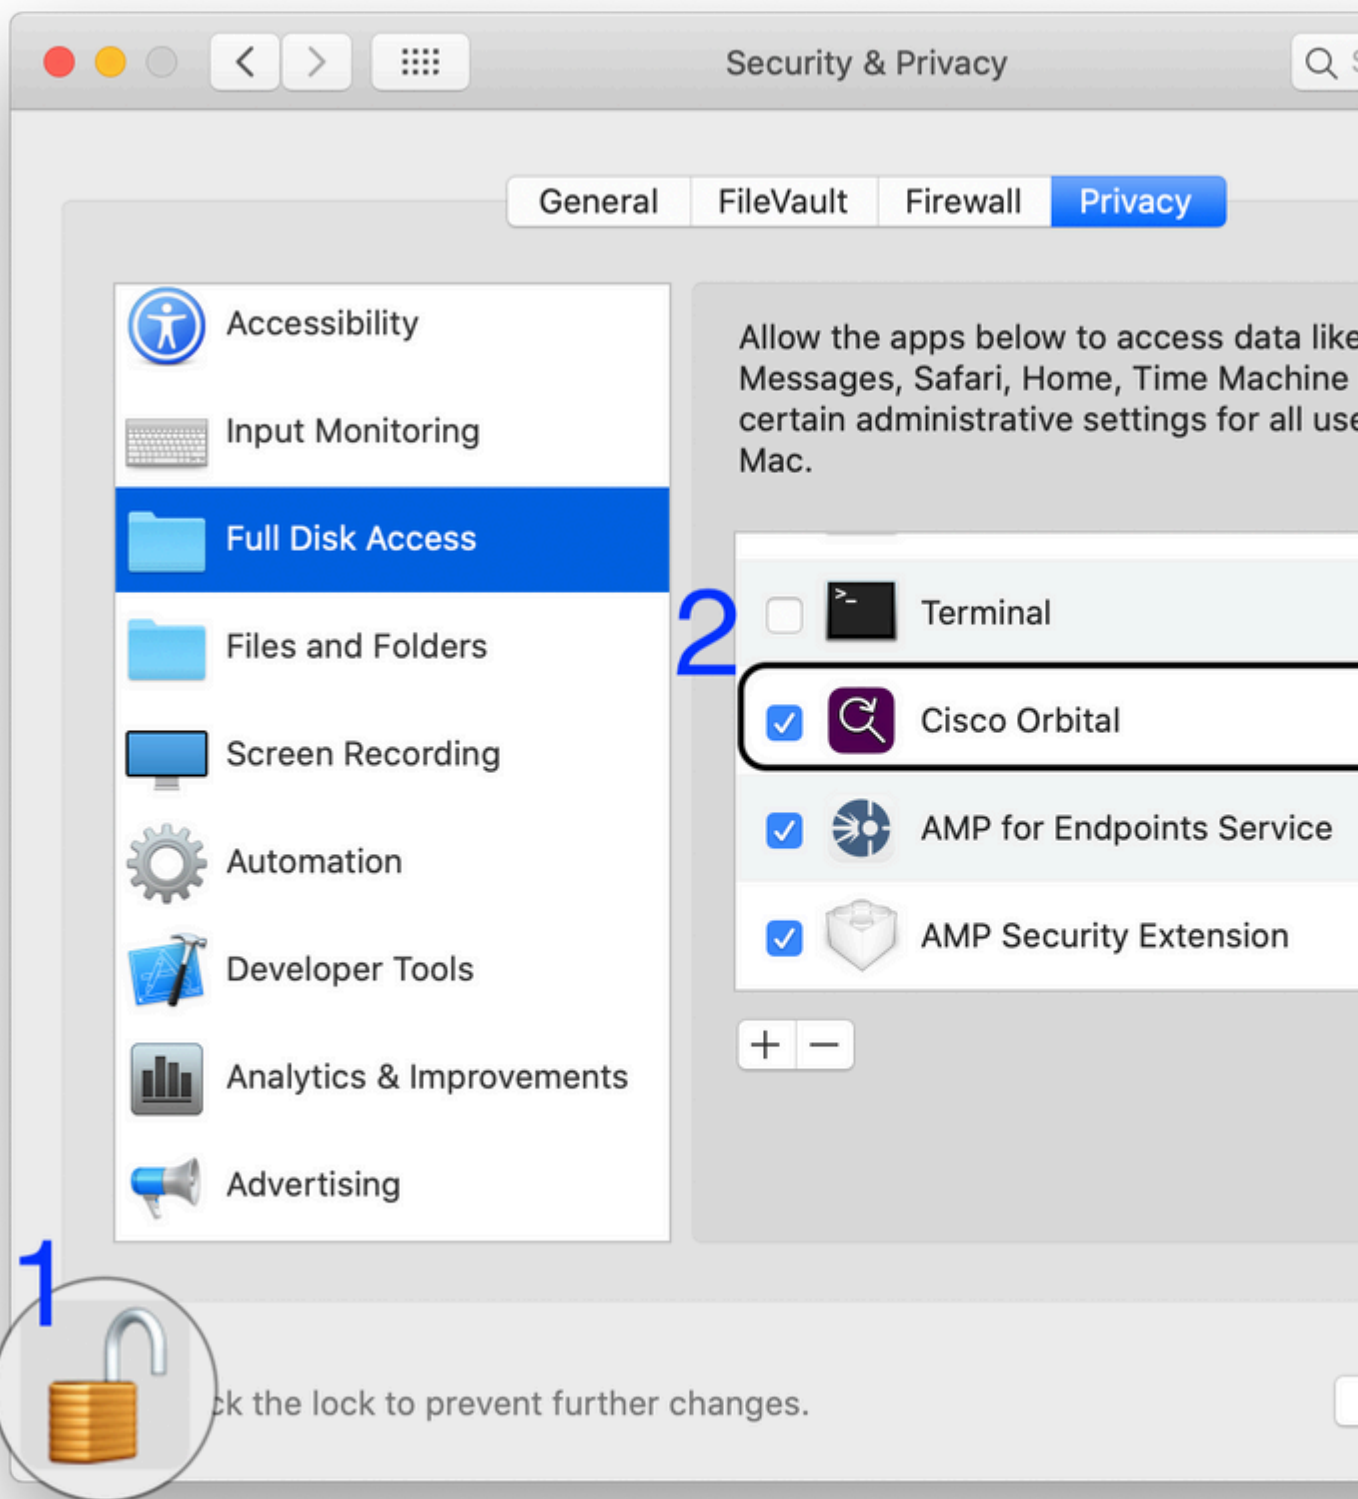 Security & Privacy
S
General
FileVault
Firewall
Privacy
Accessibility
Input Monitoring
Full Disk Access
Files and Folders
Screen Recording
Automation
Developer Tools
Analytics & Improvements
Advertising
Allow the apps below to access data like
Messages, Safari, Home, Time Machine
certain administrative settings for all use
Mac.
2
>_
Terminal
Cisco Orbital
AMP for Endpoints Service
AMP Security Extension
+ −
1
ck the lock to prevent further changes.